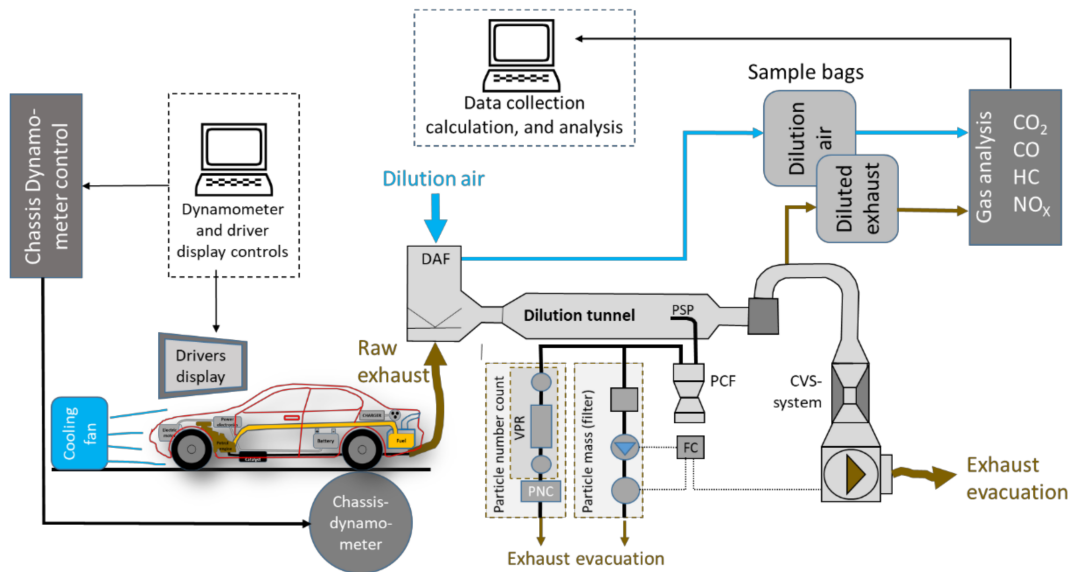 Data collection
calculation, and analysis
Sample bags
Dilution
air
Diluted
exhaust
Gas analysis
CO2
CO
HC
NOX
Chassis Dynamo-
meter control
Dynamometer
and driver
display controls
Dilution air
DAF
Dilution tunnel
PSP
Raw
exhaust
Drivers
display
Cooling
fan
Power
electronics
Battery
Fuel
Chassis-
dynamo-
meter
Particle number count
VPR
PNC
Particle mass (filter)
PCF
FC
CVS-
system
Exhaust
evacuation
Exhaust evacuation